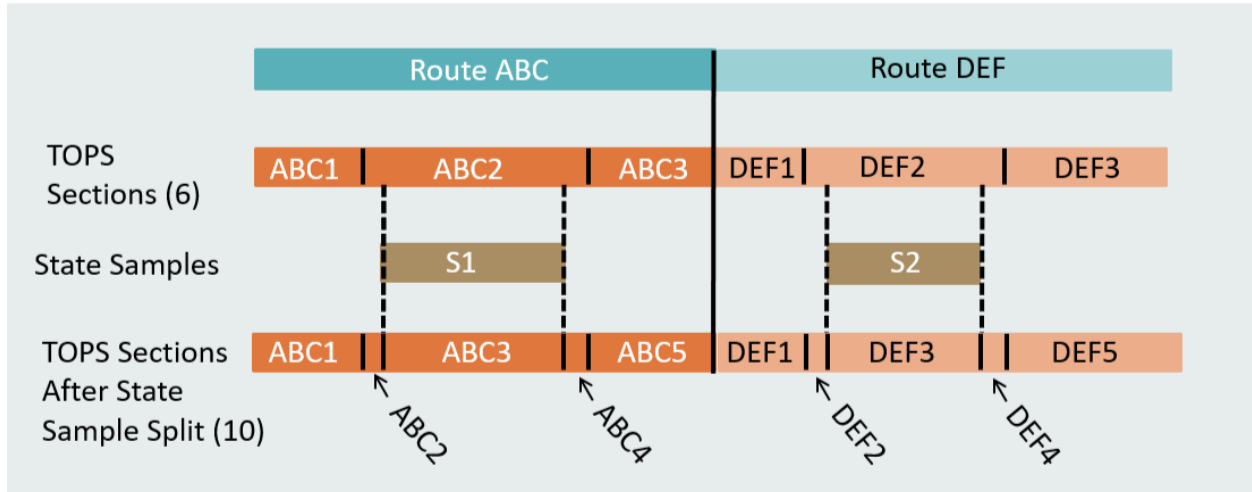 Route ABC
Route DEF
TOPS
Sections (6)
ABC1
ABC2
ABC3
DEF1
DEF2
DEF3
State Samples
S1
S2
TOPS Sections
After State
Sample Split (10)
ABC1
ABC3
ABC5
DEF1
DEF3
DEF5
ABC2
ABC4
DEF2
DEF4